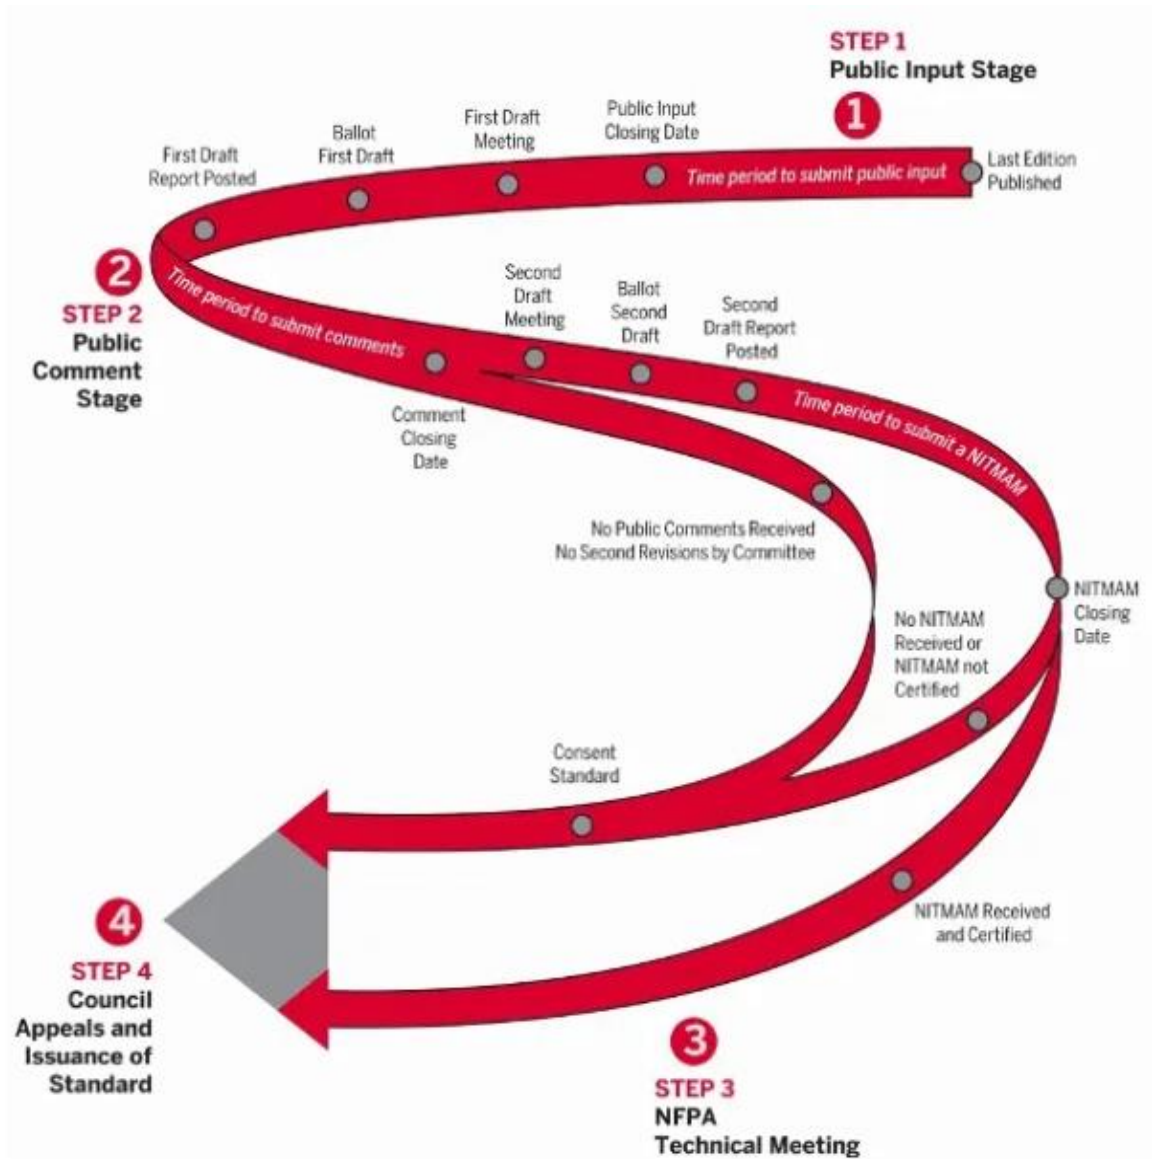 STEP 1
Public Input Stage
1
Public Input
Closing Date
First Draft
Meeting
Ballot
First Draft
First Draft
Report Posted
Time period to submit public input
Last Edition
Published
2
STEP 2
Public
Comment
Stage
Time period to submit comments
Second
Draft
Meeting
Ballot
Second
Draft
Second
Draft Report
Posted
Time period to submit a NITMAM
Comment
Closing
Date
No Public Comments Received
No Second Revisions by Committee
NITMAM
Closing
Date
No NITMAM
Received or
NITMAM not
Certified
Consent
Standard
NITMAM Received
and Certified
4
STEP 4
Council
Appeals and
Issuance of
Standard
3
STEP 3
NFPA
Technical Meeting